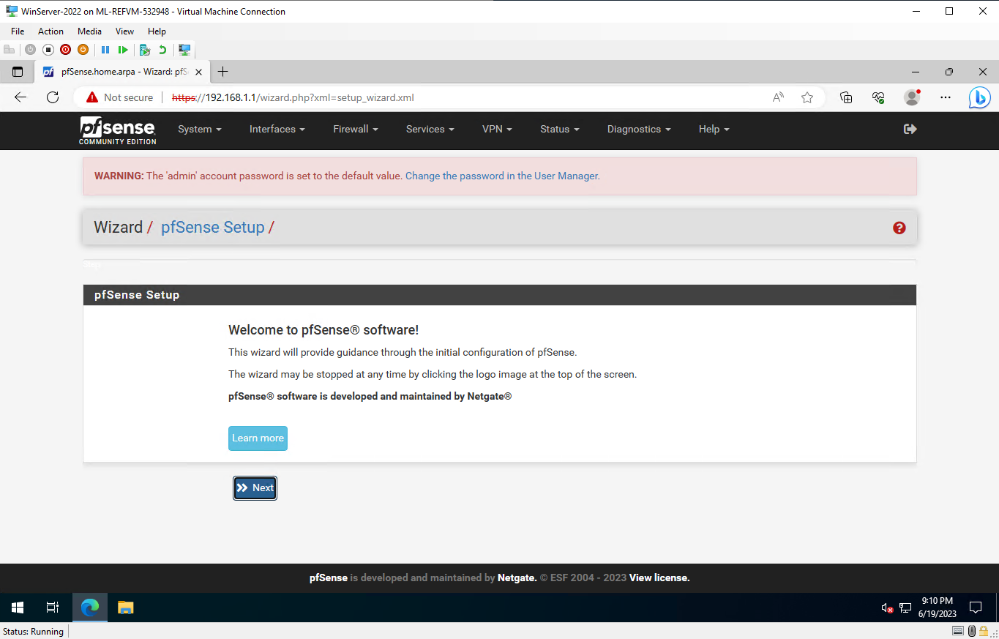 WinServer-2022 on ML-REFVM-532948 - Virtual Machine Connection
File Action Media View Help
pfSense.home.arpa - Wizard: pfS
Not secure https://192.168.1.1/wizard.php?xml=setup_wizard.xml
pfsense
COMMUNITY EDITION
System Interfaces Firewall Services VPN Status Diagnostics Help
WARNING: The 'admin' account password is set to the default value. Change the password in the User Manager.
Wizard / pfSense Setup /
Step
pfSense Setup
Welcome to pfSense® software!
This wizard will provide guidance through the initial configuration of pfSense.
The wizard may be stopped at any time by clicking the logo image at the top of the screen.
pfSense® software is developed and maintained by Netgate®
Learn more
Next
pfSense is developed and maintained by Netgate. © ESF 2004 - 2023 View license.
9:10 PM
6/19/2023
Status: Running